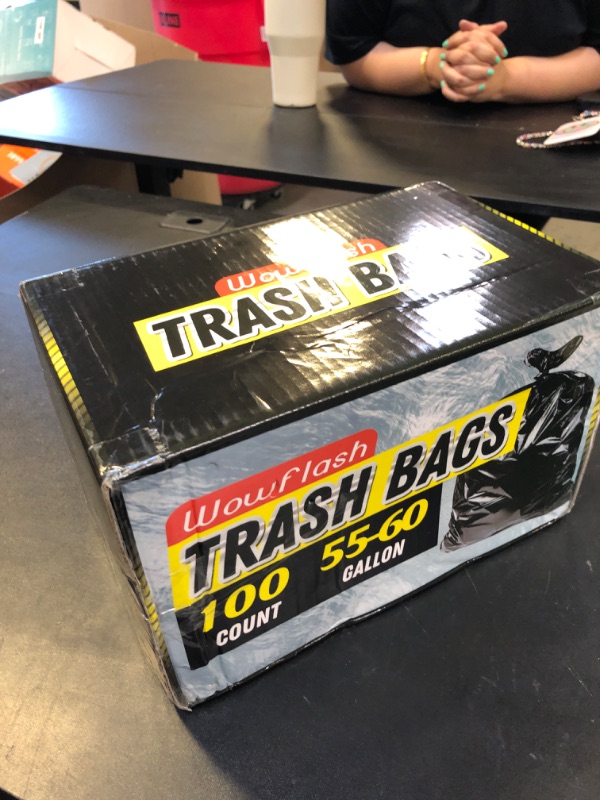 Wowflash
TRASH BAGS
Wowflash
TRASH BAGS
100
COUNT
55-60
GALLON